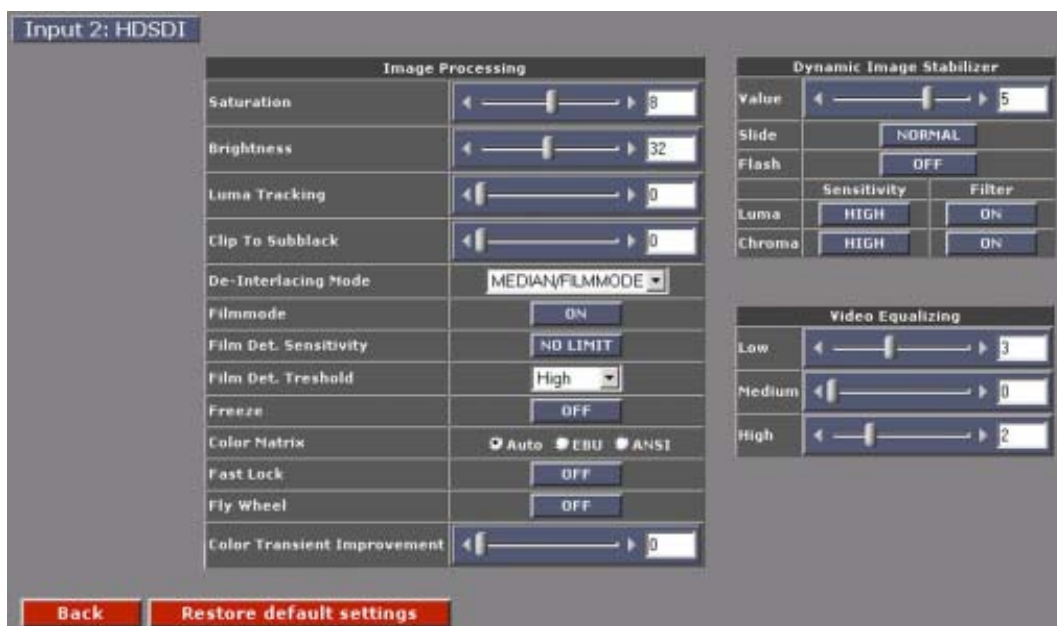 Input 2: HDSDI
Image Processing
Saturation 8
Brightness 32
Luma Tracking 0
Clip To Subblack 0
De-Interlacing Mode MEDIAN/FILMMODE
Filmmode ON
Film Det. Sensitivity NO LIMIT
Film Det. Treshold High
Freeze OFF
Color Matrix Auto EBU ANSI
Fast Lock OFF
Fly Wheel OFF
Color Transient Improvement 0
Dynamic Image Stabilizer
Value 5
Slide NORMAL
Flash OFF
Sensitivity Filter
Luma HIGH ON
Chroma HIGH ON
Video Equalizing
Low 3
Medium 0
High 2
Back Restore default settings